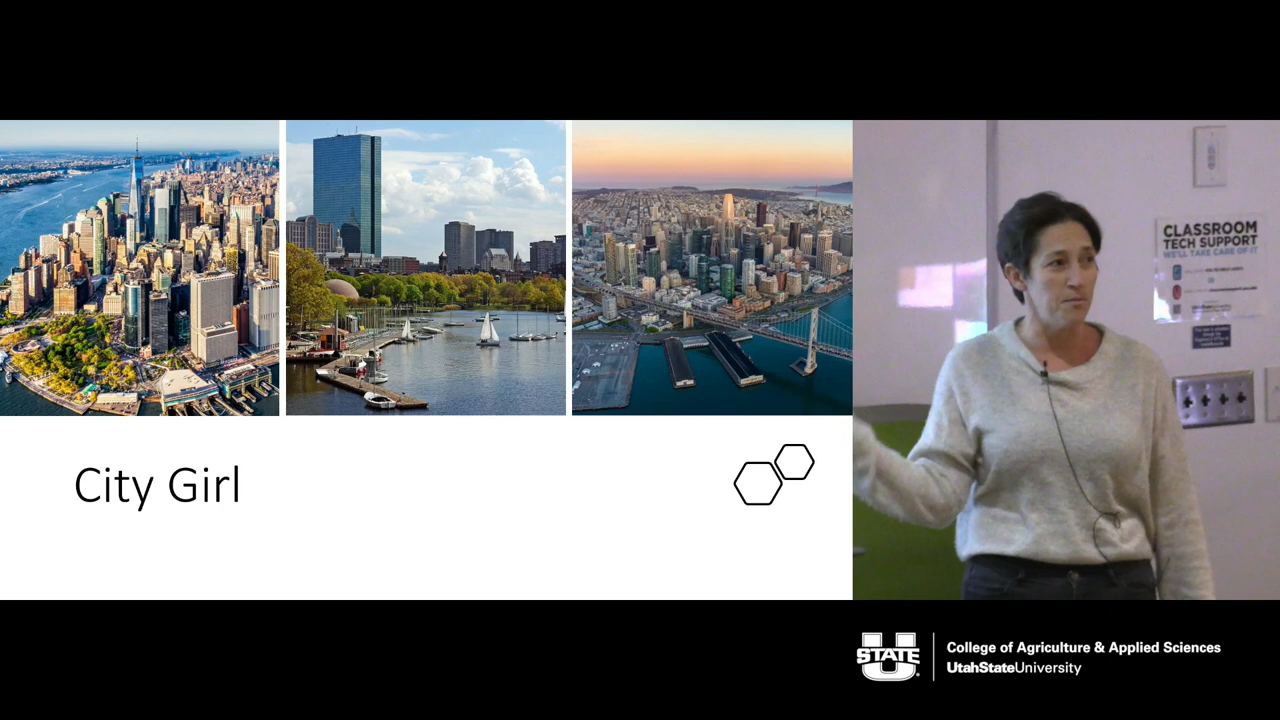 City Girl
CLASSROOM
TECH SUPPORT
WE'LL TAKE CARE OF IT
STATE
College of Agriculture & Applied Sciences
UtahStateUniversity